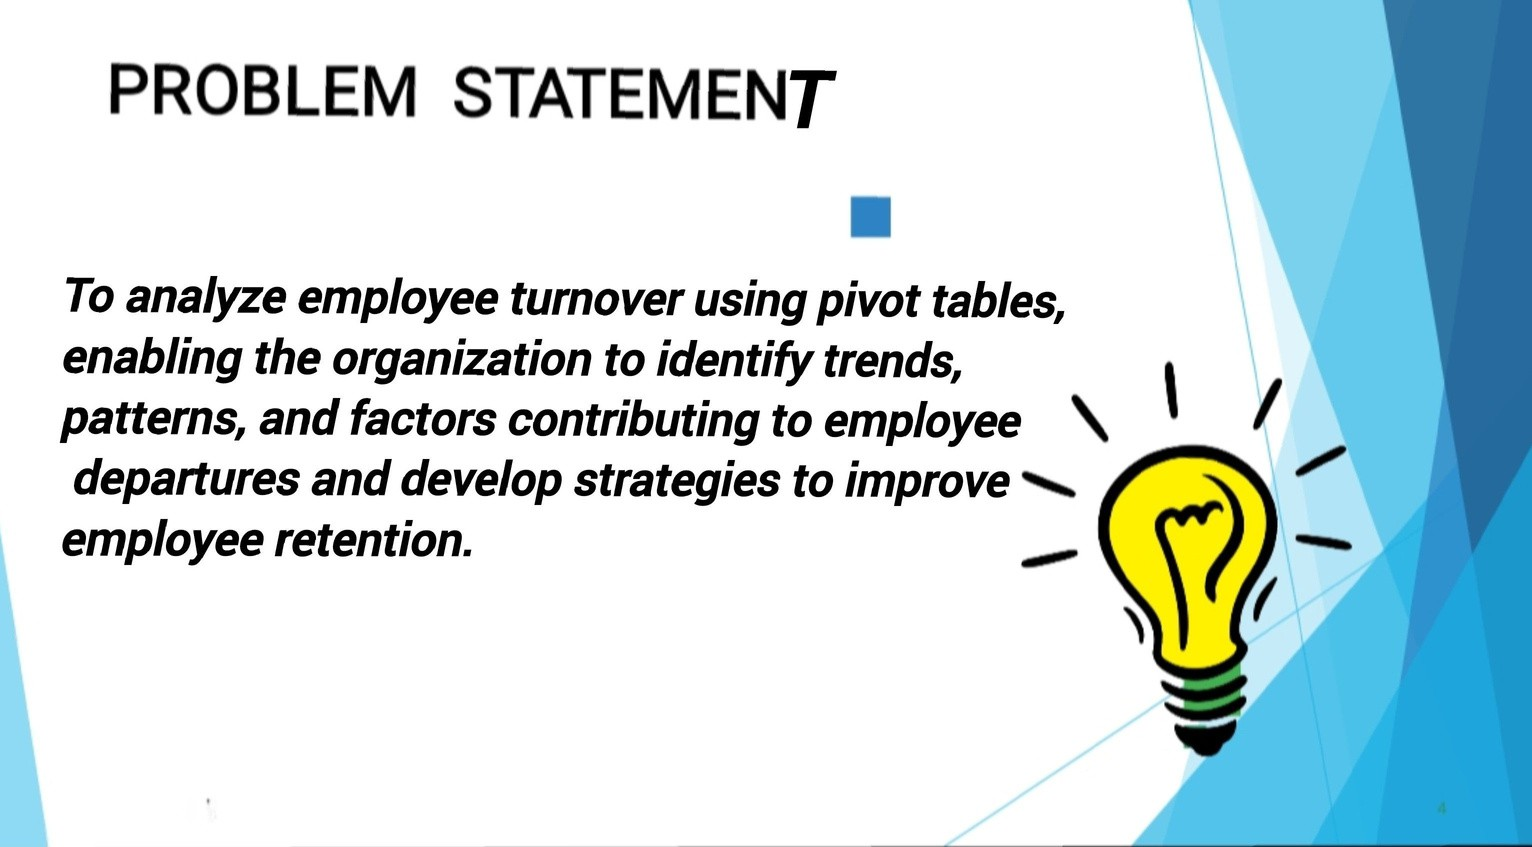 PROBLEM STATEMENT
To analyze employee turnover using pivot tables,
enabling the organization to identify trends,
patterns, and factors contributing to employee
departures and develop strategies to improve
employee retention.
4